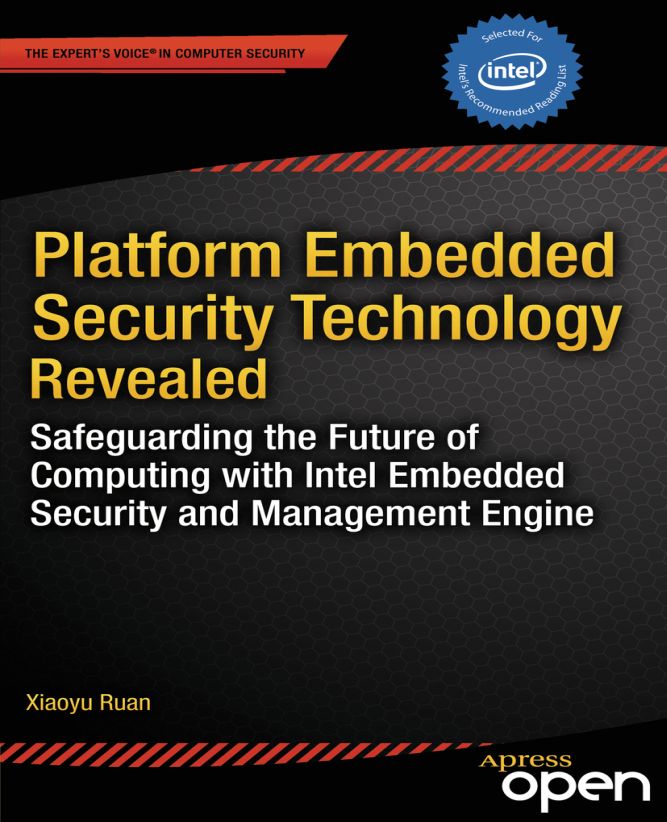 THE EXPERT'S VOICE® IN COMPUTER SECURITY
Selected For
intel®
Intel's Recommended Reading List
Platform Embedded
Security Technology
Revealed
Safeguarding the Future of
Computing with Intel Embedded
Security and Management Engine
Xiaoyu Ruan
Apress
open